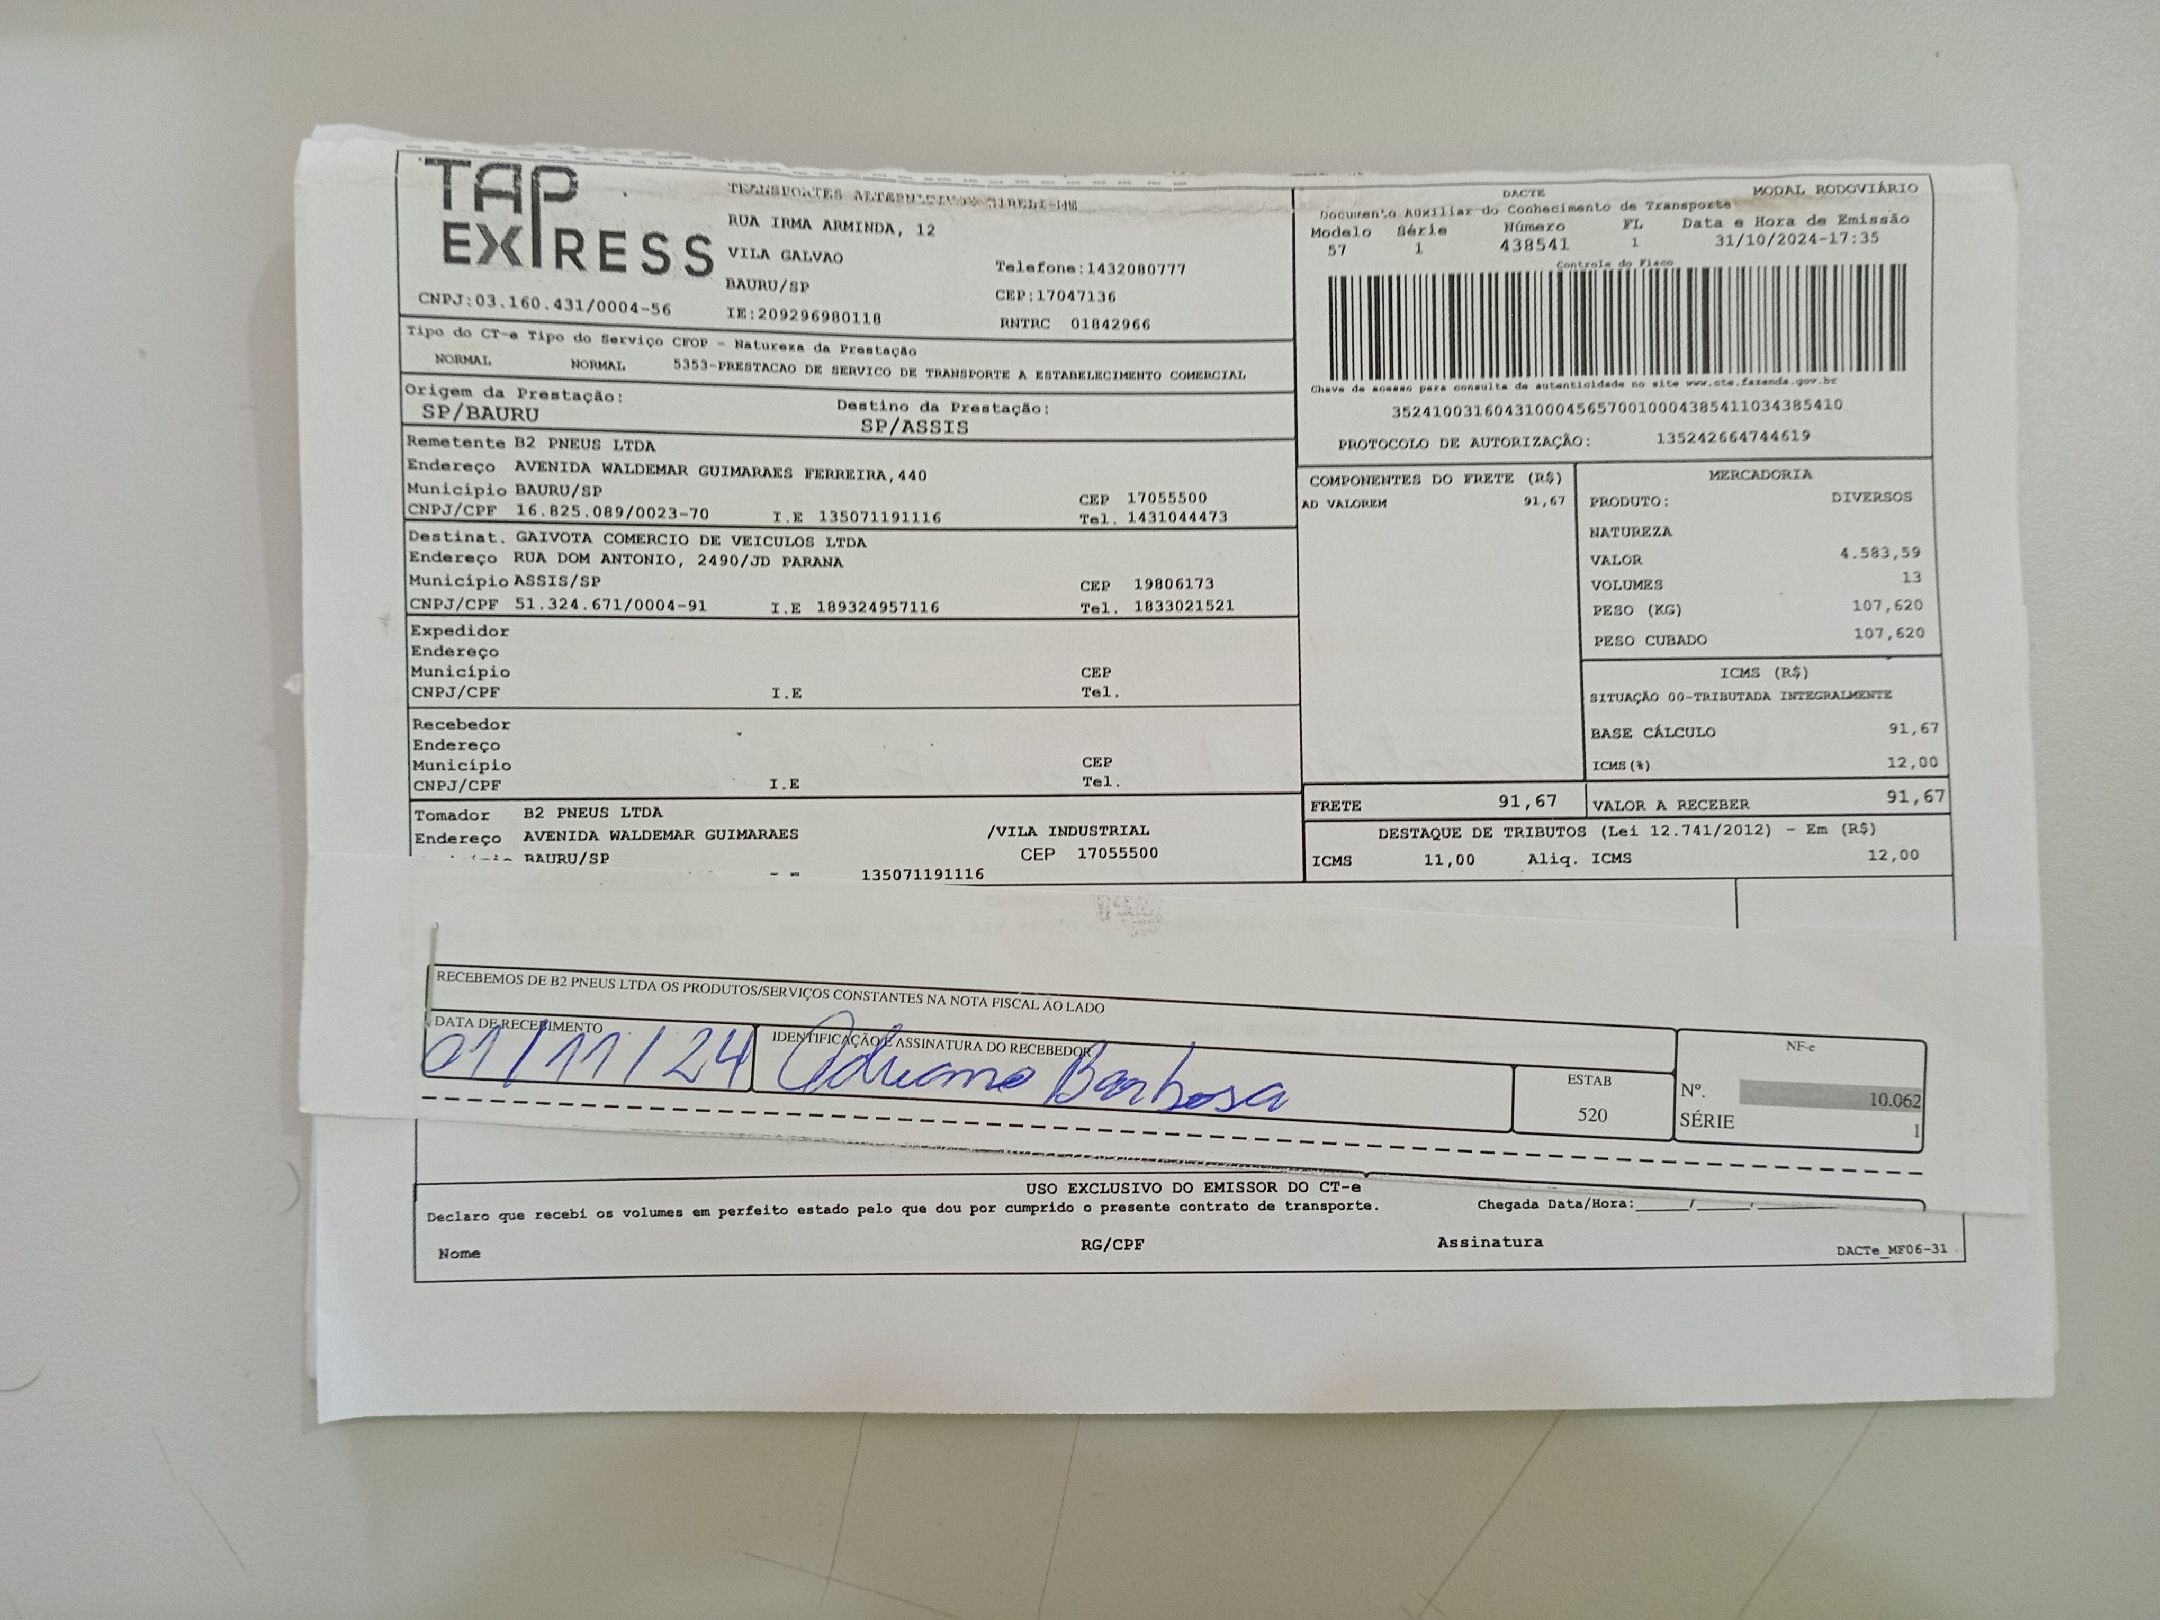 TAP EXPRESS
TRANSPORTES
RUA IRMA ARMINDA, 12
VILA GALVAO
Telefone:1432080777
BAURU/SP
CEP:17047136
CNPJ:03.160.431/0004-56
IE:209296980118
RNTRC 01842966
DACTE MODAL RODOVIÁRIO
Documento Auxiliar do Conhecimento de Transporte
Modelo Série Número FL Data e Hora de Emissão
57 1 438541 1 31/10/2024-17:35
Controle do Fisco
Chave de acesso para consulta de autenticidade no site www.cte.fazenda.gov.br
35241003160431000456570010004385411034385410
PROTOCOLO DE AUTORIZAÇÃO: 135242664744619
Tipo do CT-e Tipo do Serviço CFOP - Natureza da Prestação
NORMAL NORMAL 5353-PRESTACAO DE SERVICO DE TRANSPORTE A ESTABELECIMENTO COMERCIAL
Origem da Prestação: Destino da Prestação:
SP/BAURU SP/ASSIS
Remetente B2 PNEUS LTDA
Endereço AVENIDA WALDEMAR GUIMARAES FERREIRA,440
Município BAURU/SP CEP 17055500
CNPJ/CPF 16.825.089/0023-70 I.E 135071191116 Tel. 1431044473
Destinat. GAIVOTA COMERCIO DE VEICULOS LTDA
Endereço RUA DOM ANTONIO, 2490/JD PARANA
Município ASSIS/SP CEP 19806173
CNPJ/CPF 51.324.671/0004-91 I.E 189324957116 Tel. 1833021521
Expedidor
Endereço
Município CEP
CNPJ/CPF I.E Tel.
Recebedor
Endereço
Município CEP
CNPJ/CPF I.E Tel.
Tomador B2 PNEUS LTDA
Endereço AVENIDA WALDEMAR GUIMARAES /VILA INDUSTRIAL
BAURU/SP CEP 17055500
135071191116
COMPONENTES DO FRETE (R$)
AD VALOREM 91,67
MERCADORIA
PRODUTO: DIVERSOS
NATUREZA
VALOR 4.583,59
VOLUMES 13
PESO (KG) 107,620
PESO CUBADO 107,620
ICMS (R$)
SITUAÇÃO 00-TRIBUTADA INTEGRALMENTE
BASE CÁLCULO 91,67
ICMS(%) 12,00
FRETE 91,67 VALOR A RECEBER 91,67
DESTAQUE DE TRIBUTOS (Lei 12.741/2012) - Em (R$)
ICMS 11,00 Aliq. ICMS 12,00
RECEBEMOS DE B2 PNEUS LTDA OS PRODUTOS/SERVIÇOS CONSTANTES NA NOTA FISCAL AO LADO
DATA DE RECEBIMENTO IDENTIFICAÇÃO E ASSINATURA DO RECEBEDOR
01/11/24 Adriano Barbosa
ESTAB
520
NF-e
Nº. 10.062
SÉRIE 1
USO EXCLUSIVO DO EMISSOR DO CT-e
Declaro que recebi os volumes em perfeito estado pelo que dou por cumprido o presente contrato de transporte. Chegada Data/Hora:____/____,______
Nome RG/CPF Assinatura DACTe_MF06-31